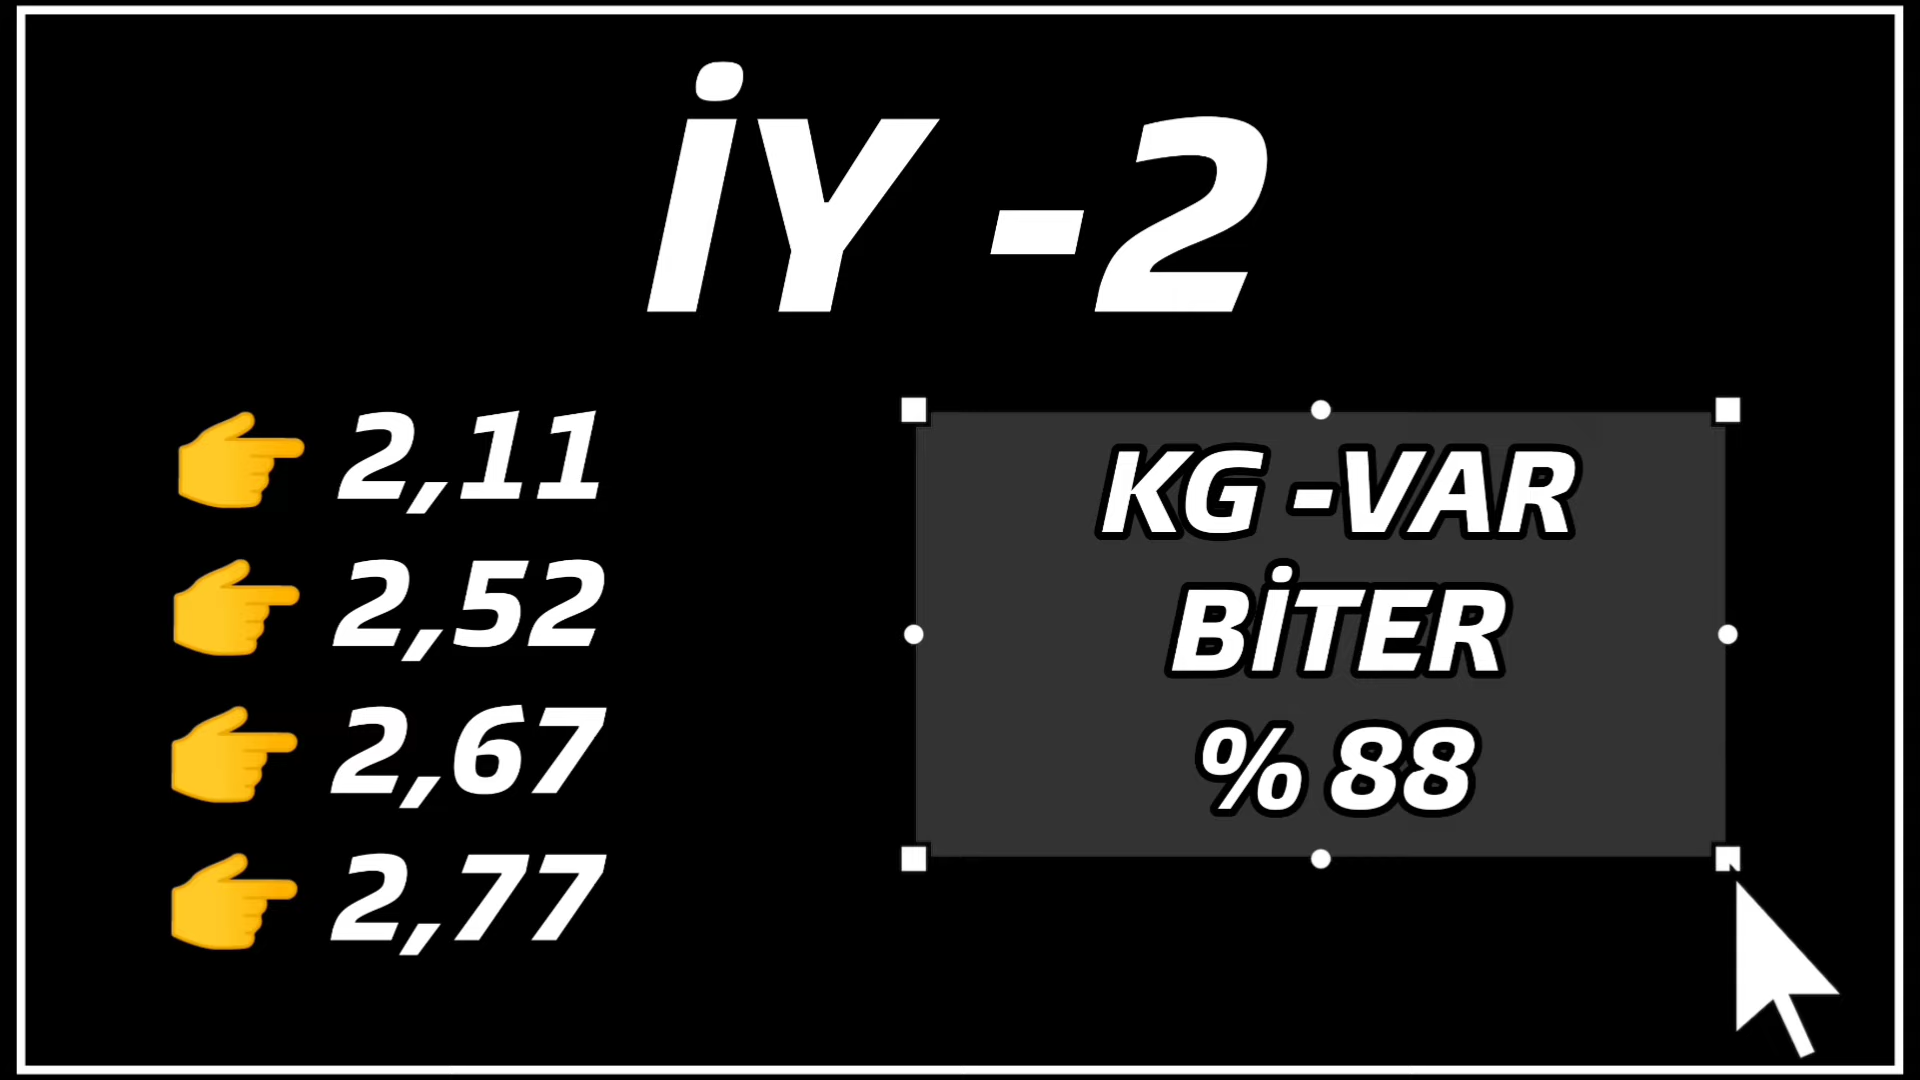 İY -2
👉 2,11
👉 2,52
👉 2,67
👉 2,77
KG -VAR
BİTER
% 88